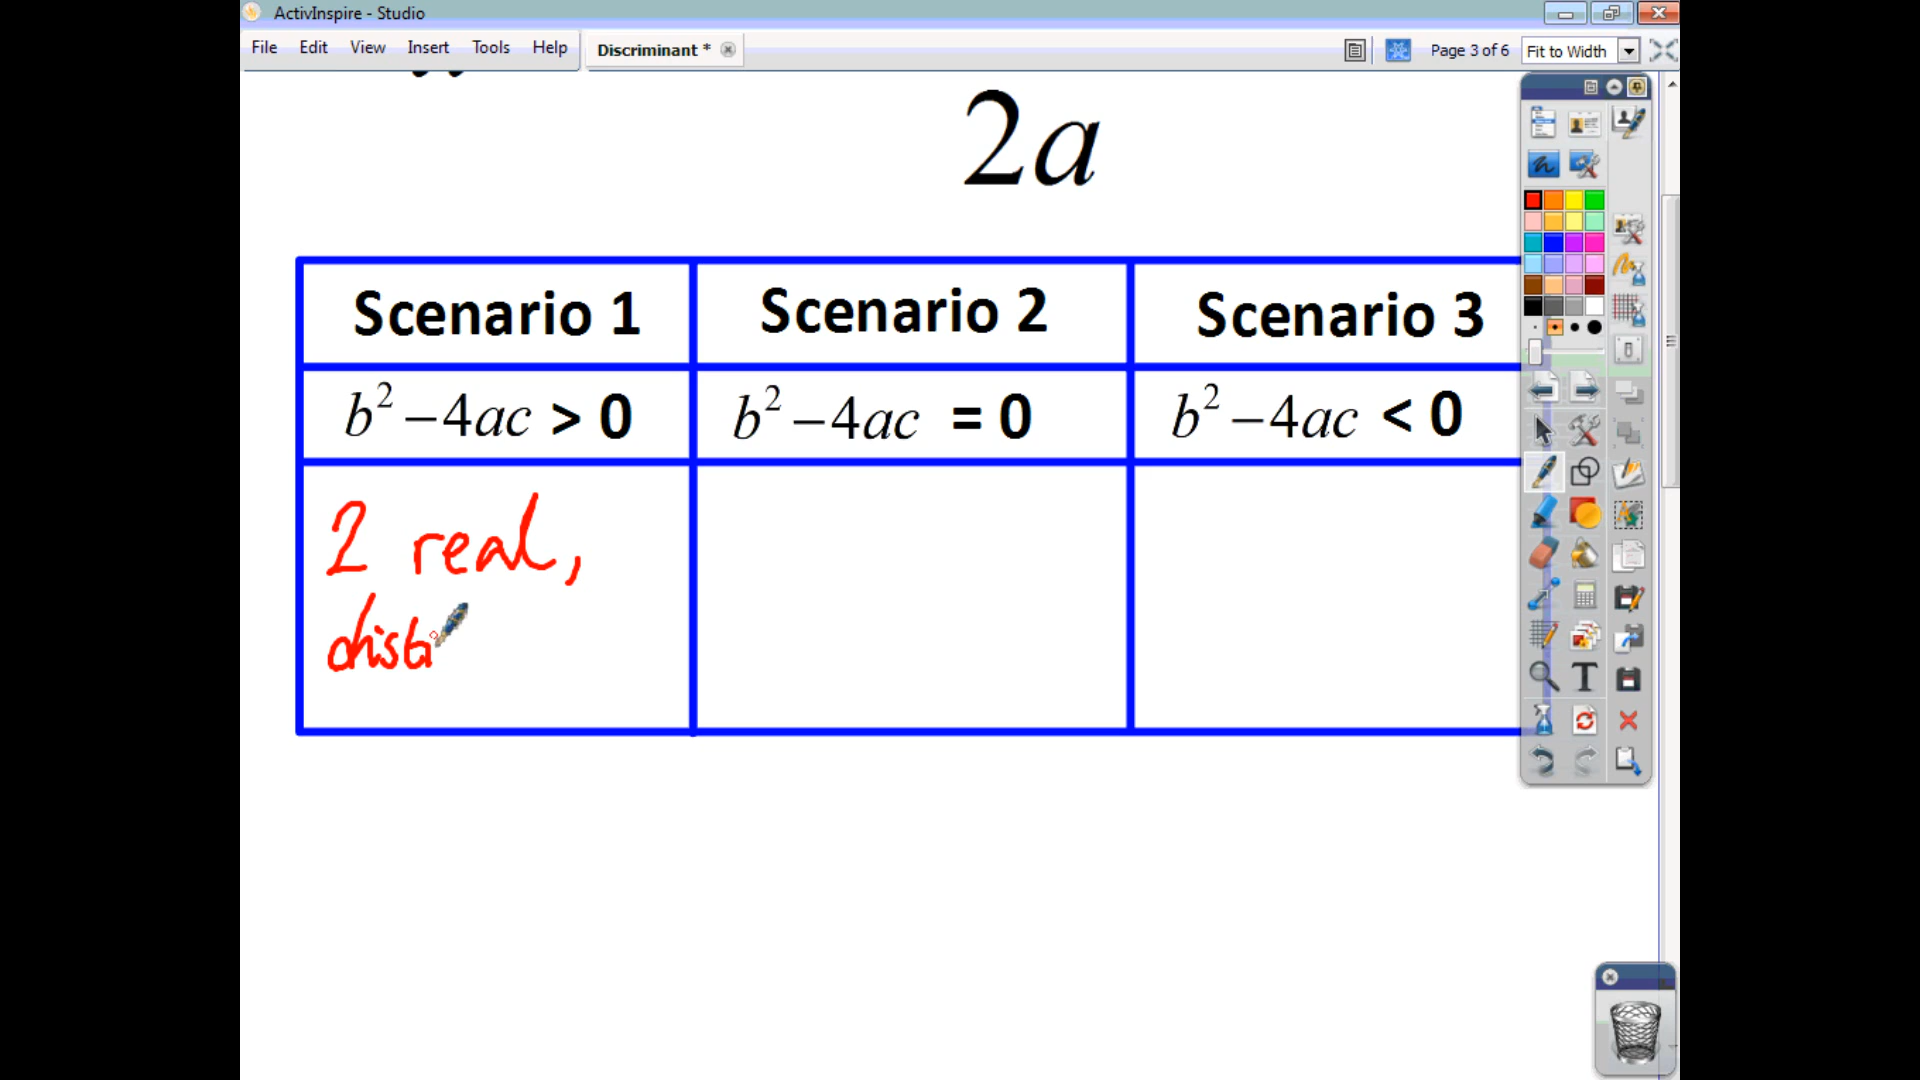 ActivInspire - Studio
File Edit View Insert Tools Help Discriminant * Page 3 of 6 Fit to Width
2a
Scenario 1 Scenario 2 Scenario 3
b² – 4ac > 0 b² – 4ac = 0 b² – 4ac < 0
2 real,
disti